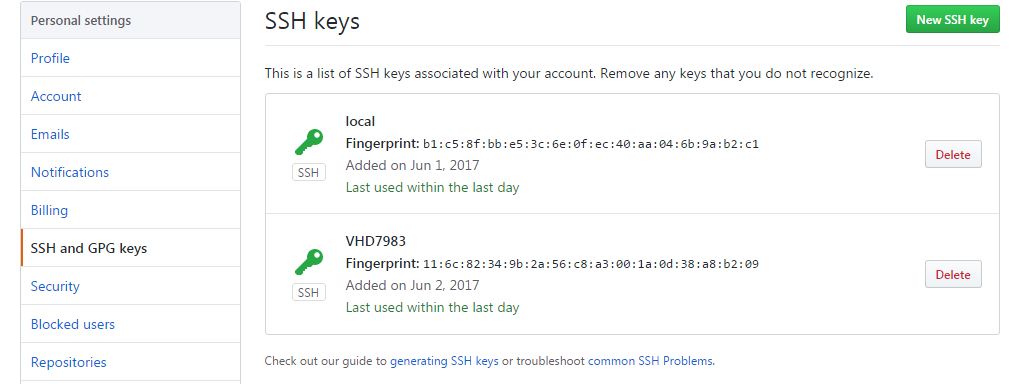 Personal settings
Profile
Account
Emails
Notifications
Billing
SSH and GPG keys
Security
Blocked users
Repositories
SSH keys
New SSH key
This is a list of SSH keys associated with your account. Remove any keys that you do not recognize.
SSH
local
Fingerprint: b1:c5:8f:bb:e5:3c:6e:0f:ec:40:aa:04:6b:9a:b2:c1
Added on Jun 1, 2017
Last used within the last day
Delete
SSH
VHD7983
Fingerprint: 11:6c:82:34:9b:2a:56:c8:a3:00:1a:0d:38:a8:b2:09
Added on Jun 2, 2017
Last used within the last day
Delete
Check out our guide to generating SSH keys or troubleshoot common SSH Problems.